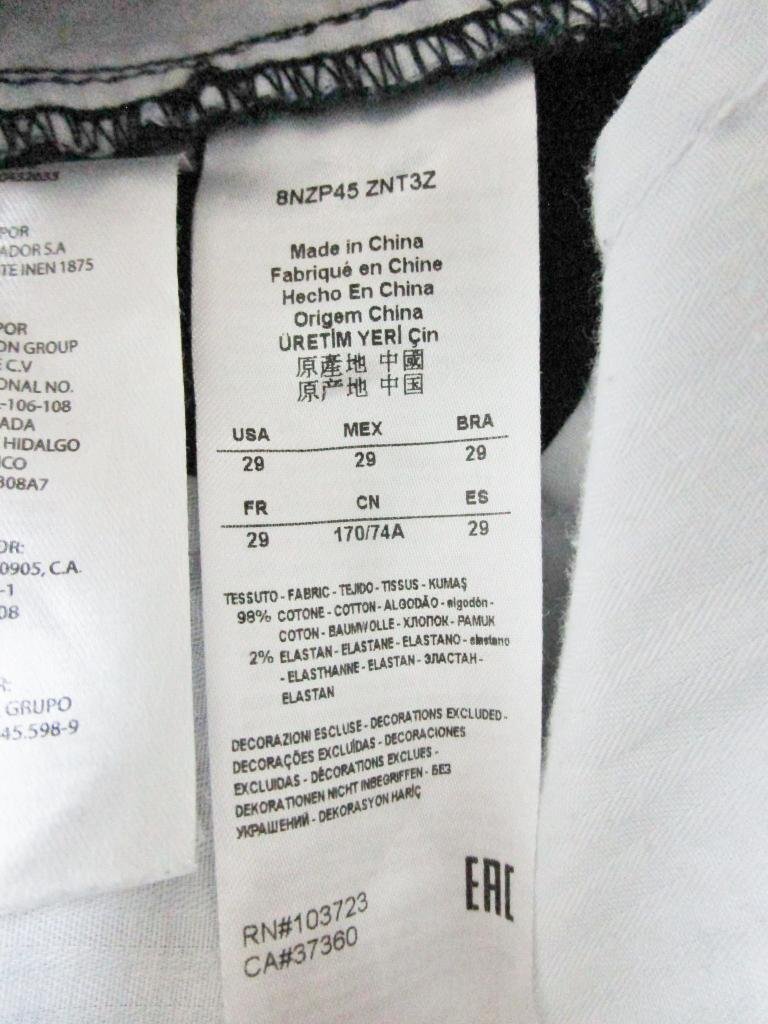 0432633
POR
ADOR S.A
TE INEN 1875
POR
ON GROUP
E C.V
ONAL NO.
-106-108
ADA
HIDALGO
ICO
308A7
OR:
0905, C.A.
-1
08
R:
GRUPO
45.598-9
8NZP45 ZNT3Z
Made in China
Fabriqué en Chine
Hecho En China
Origem China
ÜRETİM YERİ Çin
原產地 中國
原产地 中国
USA MEX BRA
29 29 29
FR CN ES
29 170/74A 29
TESSUTO - FABRIC - TEJIDO - TISSUS - KUMAŞ
98% COTONE - COTTON - ALGODÃO - algodón -
COTON - BAUMWOLLE - ХЛОПОК - PAMUK
2% ELASTAN - ELASTANE - ELASTANO - elastano
- ELASTHANNE - ELASTAN - ЭЛАСТАН -
ELASTAN
DECORAZIONI ESCLUSE - DECORATIONS EXCLUDED -
DECORAÇÕES EXCLUÍDAS - DECORACIONES
EXCLUIDAS - DÉCORATIONS EXCLUES -
DEKORATIONEN NICHT INBEGRIFFEN - БЕЗ
УКРАШЕНИЙ - DEKORASYON HARİÇ
EAC
RN#103723
CA#37360